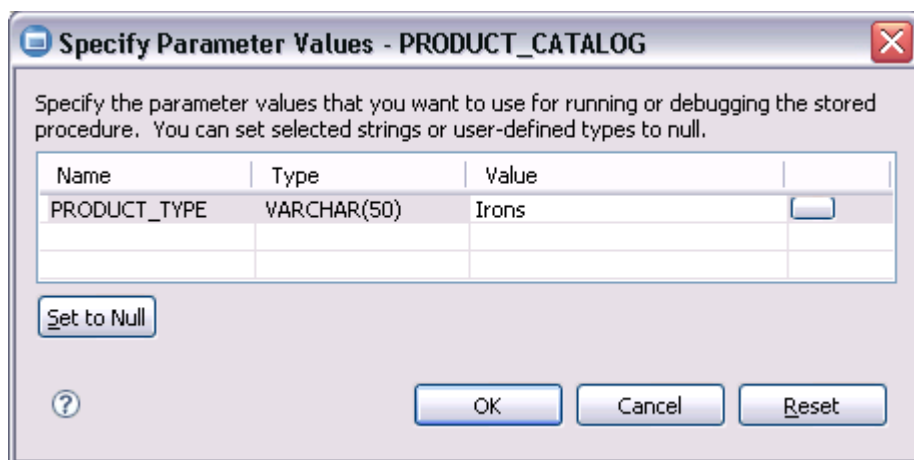 Specify Parameter Values - PRODUCT_CATALOG
Specify the parameter values that you want to use for running or debugging the stored
procedure. You can set selected strings or user-defined types to null.
Name Type Value
PRODUCT_TYPE VARCHAR(50) Irons
Set to Null
? OK Cancel Reset